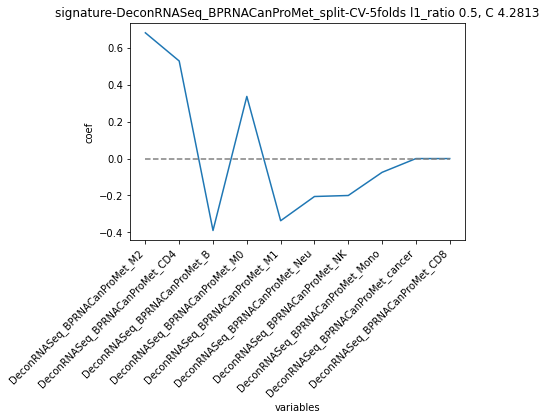 signature-DeconRNASeq_BPRNACanProMet_split-CV-5folds l1_ratio 0.5, C 4.2813
coef
0.6
0.4
0.2
0.0
−0.2
−0.4
DeconRNASeq_BPRNACanProMet_M2
DeconRNASeq_BPRNACanProMet_CD4
DeconRNASeq_BPRNACanProMet_B
DeconRNASeq_BPRNACanProMet_M0
DeconRNASeq_BPRNACanProMet_M1
DeconRNASeq_BPRNACanProMet_Neu
DeconRNASeq_BPRNACanProMet_NK
DeconRNASeq_BPRNACanProMet_Mono
DeconRNASeq_BPRNACanProMet_cancer
DeconRNASeq_BPRNACanProMet_CD8
variables